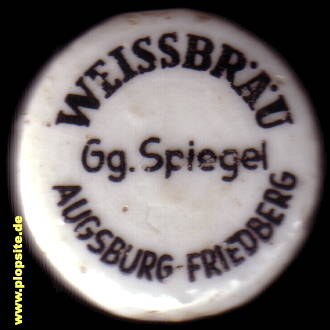 WEISSBRÄU
Gg. Spiegel
AUGSBURG-FRIEDBERG
www.plopsite.de